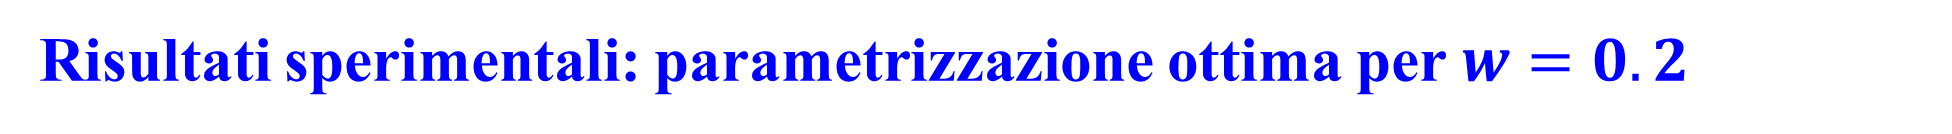 Risultati sperimentali: parametrizzazione ottima per w = 0.2